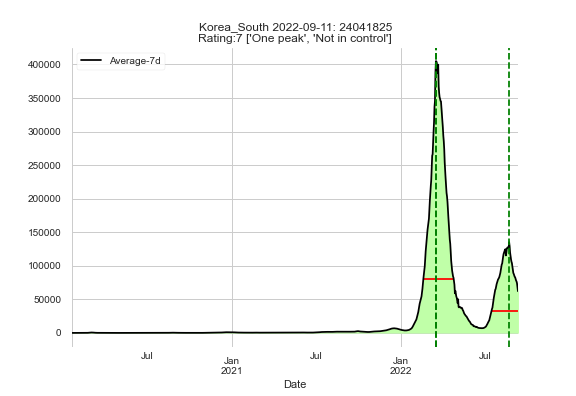 Korea_South 2022-09-11: 24041825
Rating:7 ['One peak', 'Not in control']
Average-7d
400000
350000
300000
250000
200000
150000
100000
50000
0
Jul
Jan
2021
Jul
Jan
2022
Jul
Date